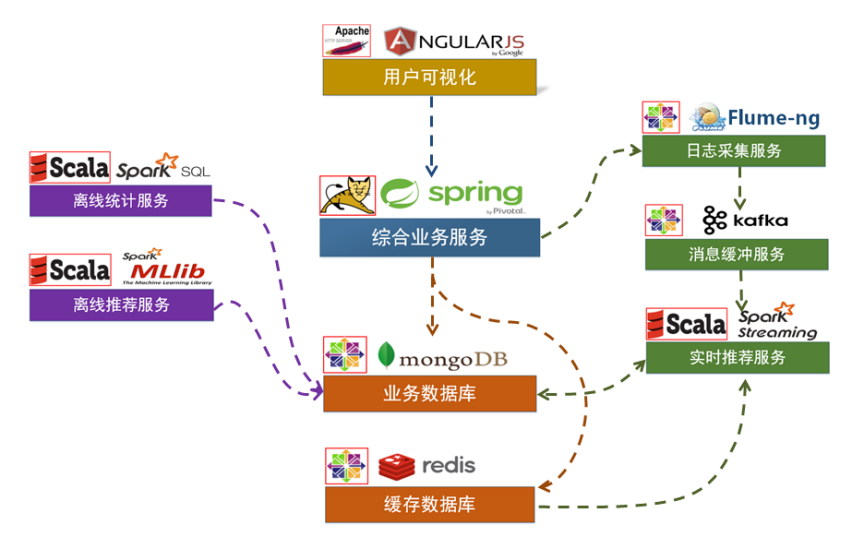 Apache
HTTP SERVER
ANGULARJS
by Google
用户可视化
Flume-ng
日志采集服务
Scala
Spark SQL
离线统计服务
spring
by Pivotal.
综合业务服务
kafka
消息缓冲服务
Scala
Spark
MLlib
The Machine Learning Library
离线推荐服务
Scala
Spark
Streaming
实时推荐服务
mongoDB
业务数据库
redis
缓存数据库